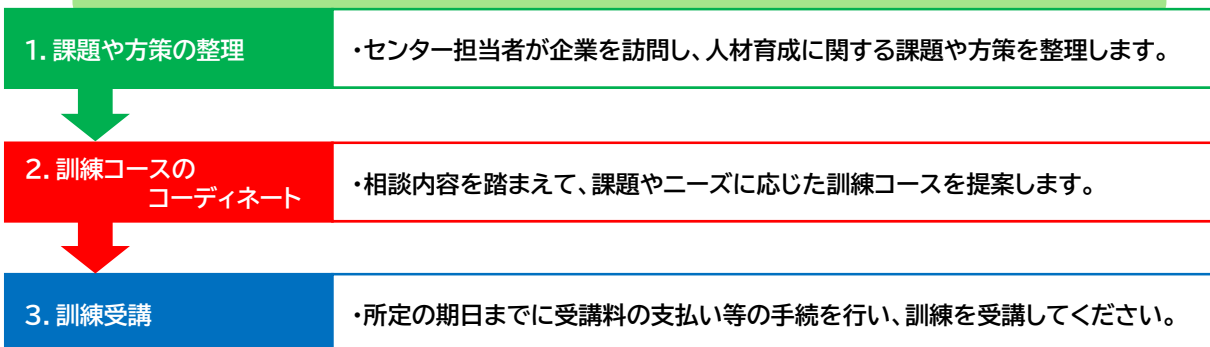 1. 課題や方策の整理
・センター担当者が企業を訪問し、人材育成に関する課題や方策を整理します。
2. 訓練コースの
コーディネート
・相談内容を踏まえて、課題やニーズに応じた訓練コースを提案します。
3. 訓練受講
・所定の期日までに受講料の支払い等の手続を行い、訓練を受講してください。